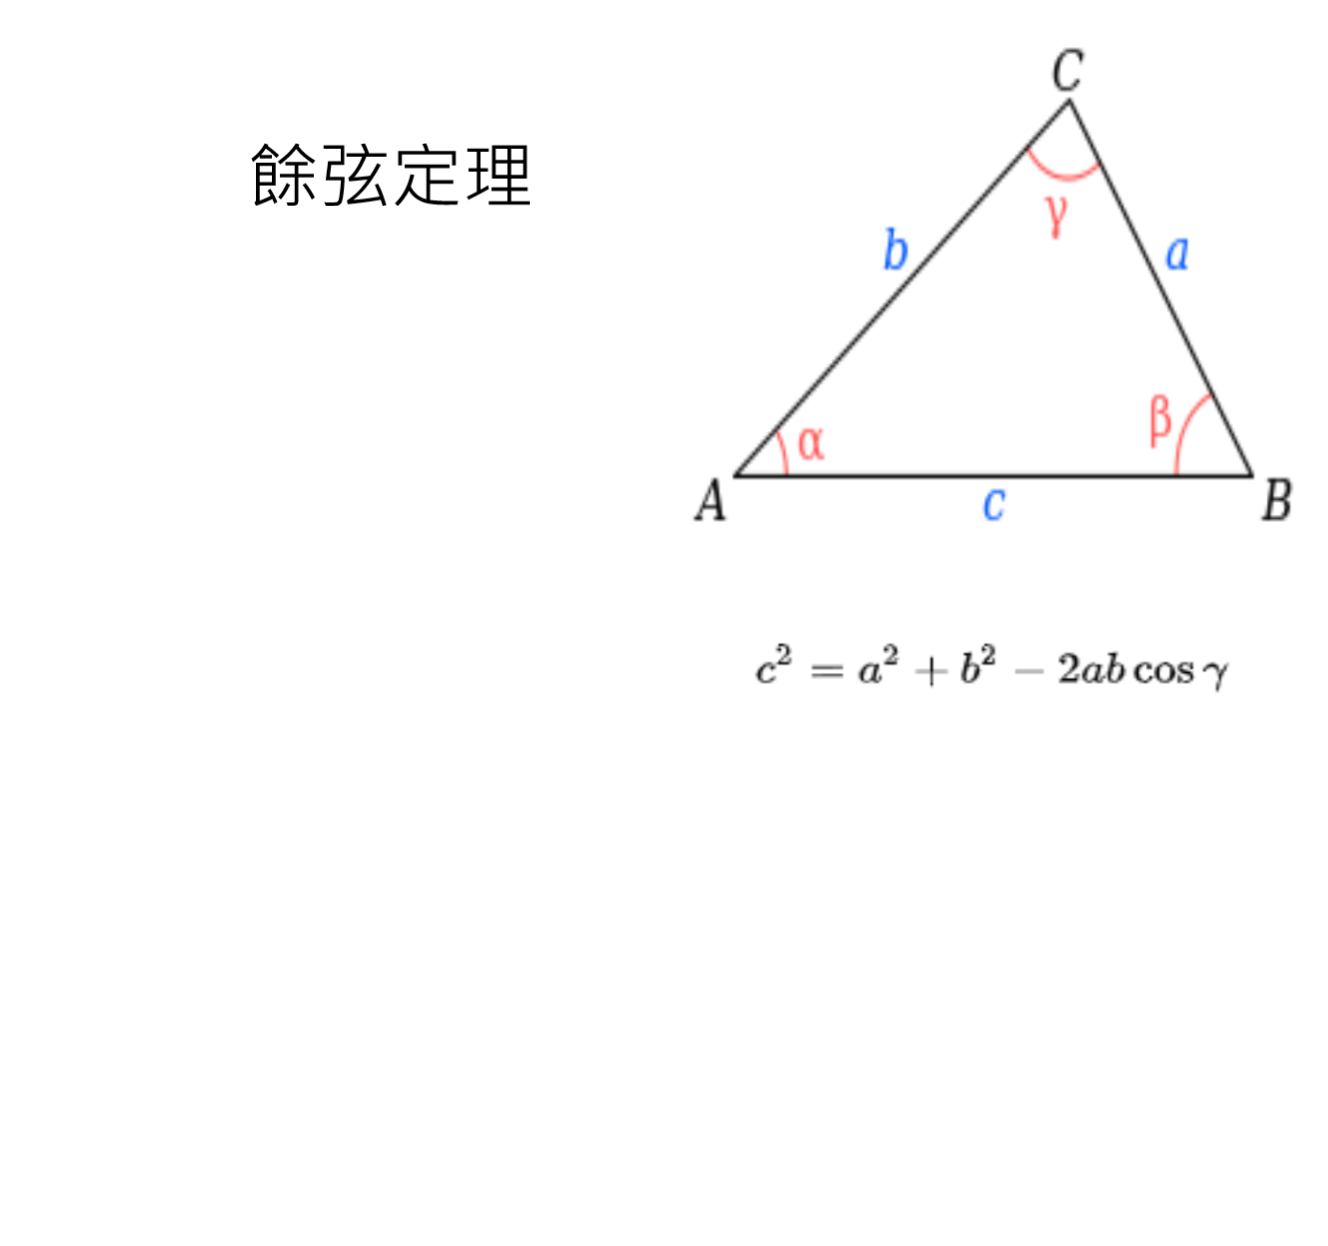 餘弦定理
C
γ
b
a
β
α
A
c
B
c² = a² + b² − 2ab cos γ